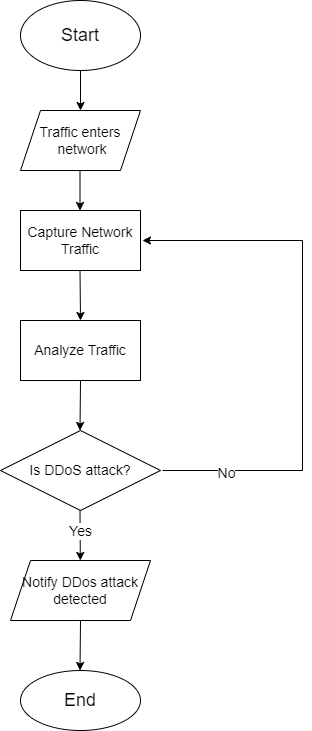 Start
Traffic enters
network
Capture Network
Traffic
Analyze Traffic
Is DDoS attack?
No
Yes
Notify DDos attack
detected
End